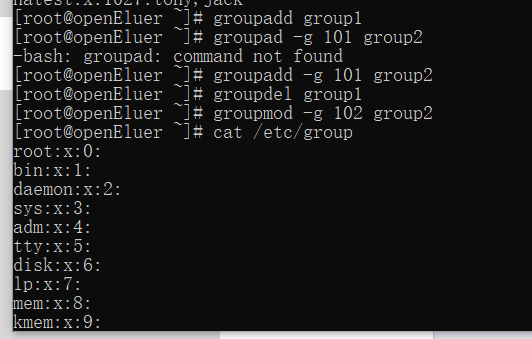 hatest:x:1027:tony,jack
[root@openEluer ~]# groupadd group1
[root@openEluer ~]# groupad -g 101 group2
-bash: groupad: command not found
[root@openEluer ~]# groupadd -g 101 group2
[root@openEluer ~]# groupdel group1
[root@openEluer ~]# groupmod -g 102 group2
[root@openEluer ~]# cat /etc/group
root:x:0:
bin:x:1:
daemon:x:2:
sys:x:3:
adm:x:4:
tty:x:5:
disk:x:6:
lp:x:7:
mem:x:8:
kmem:x:9: